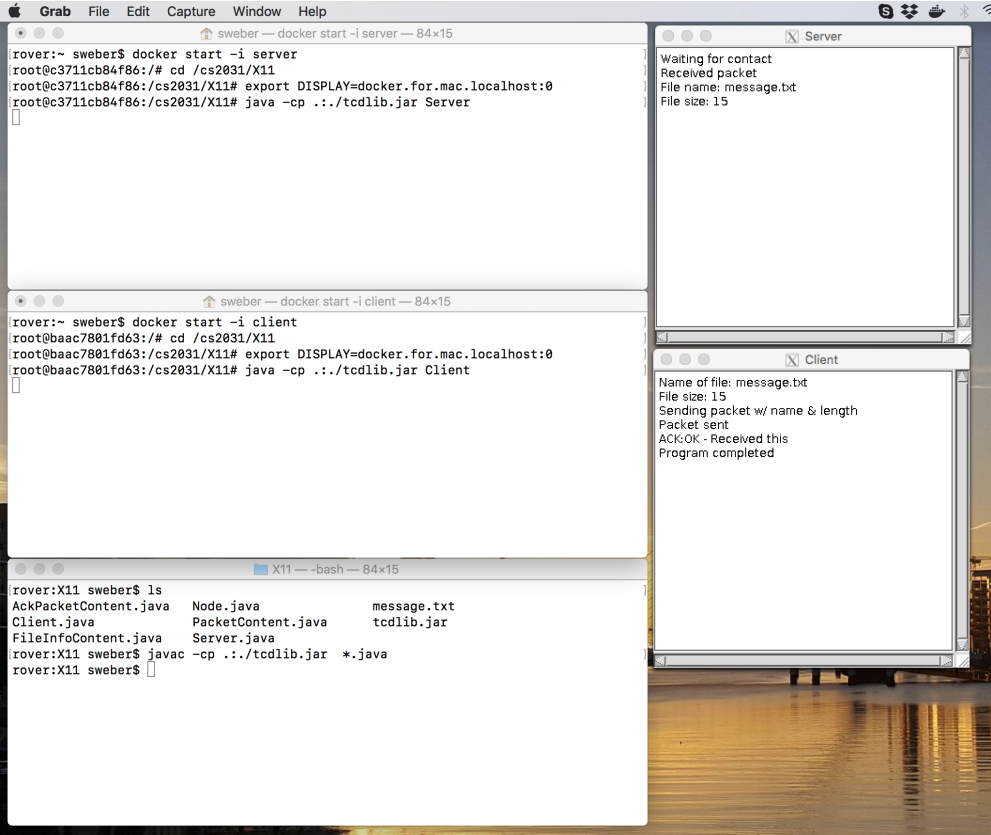 Grab File Edit Capture Window Help
sweber — docker start -i server — 84×15
[rover:~ sweber$ docker start -i server ]
[root@c3711cb84f86:/# cd /cs2031/X11 ]
[root@c3711cb84f86:/cs2031/X11# export DISPLAY=docker.for.mac.localhost:0 ]
[root@c3711cb84f86:/cs2031/X11# java -cp .:./tcdlib.jar Server ]
Server
Waiting for contact
Received packet
File name: message.txt
File size: 15
sweber — docker start -i client — 84×15
[rover:~ sweber$ docker start -i client ]
[root@baac7801fd63:/# cd /cs2031/X11 ]
[root@baac7801fd63:/cs2031/X11# export DISPLAY=docker.for.mac.localhost:0 ]
[root@baac7801fd63:/cs2031/X11# java -cp .:./tcdlib.jar Client ]
Client
Name of file: message.txt
File size: 15
Sending packet w/ name & length
Packet sent
ACK:OK - Received this
Program completed
X11 — -bash — 84×15
[rover:X11 sweber$ ls ]
AckPacketContent.java Node.java message.txt
Client.java PacketContent.java tcdlib.jar
FileInfoContent.java Server.java
[rover:X11 sweber$ javac -cp .:./tcdlib.jar *.java ]
rover:X11 sweber$